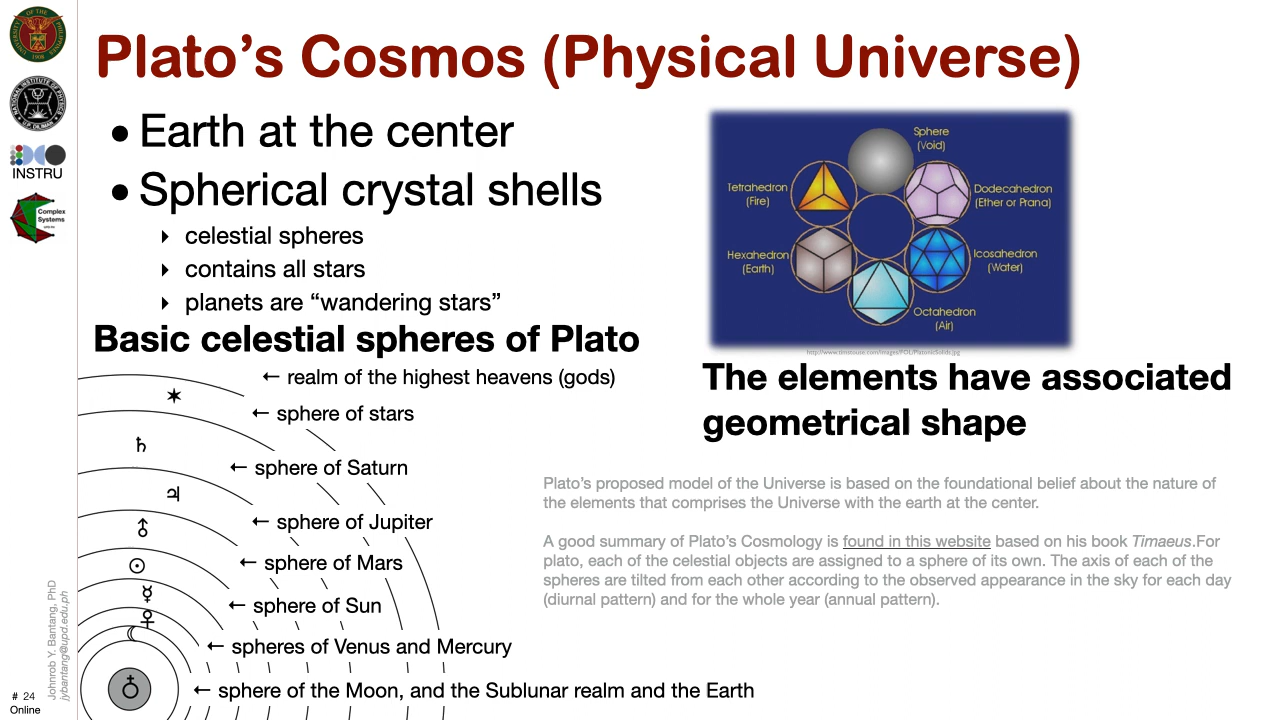 Plato’s Cosmos (Physical Universe)
• Earth at the center
• Spherical crystal shells
‣ celestial spheres
‣ contains all stars
‣ planets are “wandering stars”
Basic celestial spheres of Plato
← realm of the highest heavens (gods)
← sphere of stars
← sphere of Saturn
← sphere of Jupiter
← sphere of Mars
← sphere of Sun
← spheres of Venus and Mercury
← sphere of the Moon, and the Sublunar realm and the Earth
Sphere
(Void)
Tetrahedron
(Fire)
Dodecahedron
(Ether or Prana)
Hexahedron
(Earth)
Icosahedron
(Water)
Octahedron
(Air)
The elements have associated
geometrical shape
Plato’s proposed model of the Universe is based on the foundational belief about the nature of
the elements that comprises the Universe with the earth at the center.
A good summary of Plato’s Cosmology is found in this website based on his book Timaeus.For
plato, each of the celestial objects are assigned to a sphere of its own. The axis of each of the
spheres are tilted from each other according to the observed appearance in the sky for each day
(diurnal pattern) and for the whole year (annual pattern).
INSTRU
Complex
Systems
Johnrob Y. Bantang, PhD
jybantang@upd.edu.ph
# 24
Online